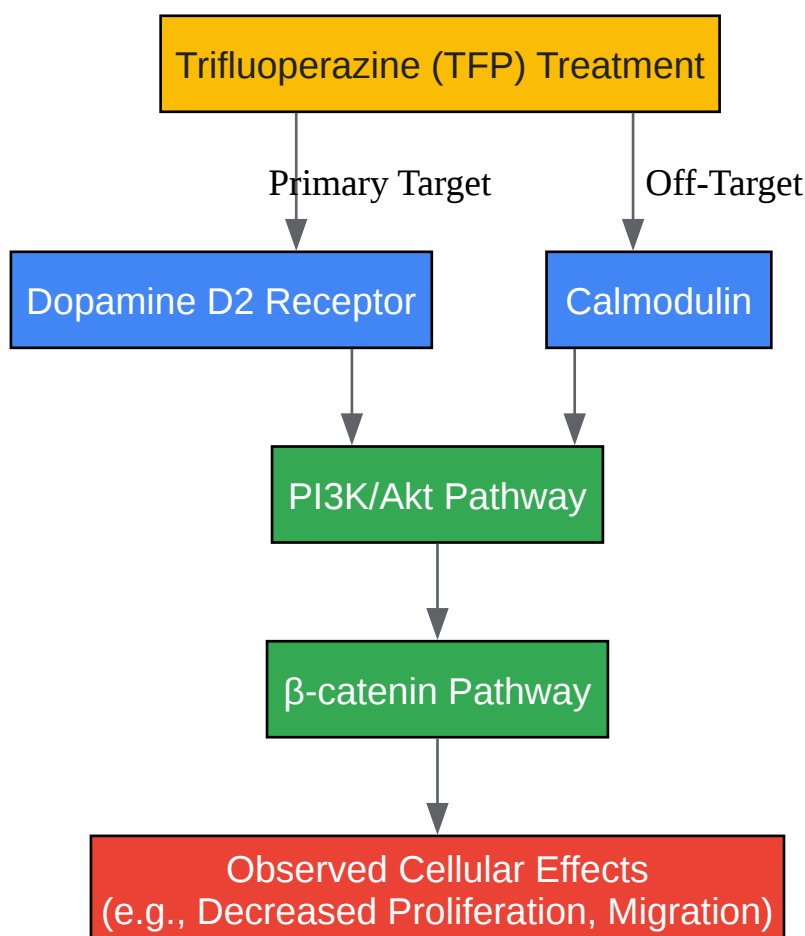 Trifluoperazine (TFP) Treatment
Primary Target
Off-Target
Dopamine D2 Receptor
Calmodulin
PI3K/Akt Pathway
β-catenin Pathway
Observed Cellular Effects
(e.g., Decreased Proliferation, Migration)